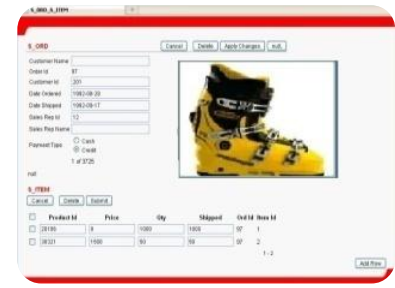 S_ORD_S_ITEM
S_ORD
Cancel Delete Apply Changes null,
Customer Name
Order Id 97
Customer Id 201
Date Ordered 1992-08-28
Date Shipped 1992-09-17
Sales Rep Id 12
Sales Rep Name
Payment Type Cash
Credit
1 of 3725
null
S_ITEM
Cancel Delete Submit
Product Id Price Qty Shipped Ord Id Item Id
20106 9 1000 1000 97 1
30321 1500 50 50 97 2
1 - 2
Add Row